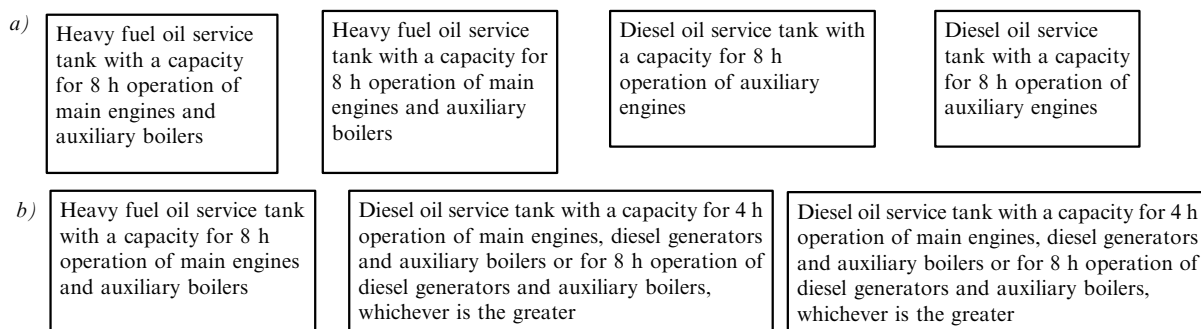 a)
Heavy fuel oil service
tank with a capacity
for 8 h operation of
main engines and
auxiliary boilers
Heavy fuel oil service
tank with a capacity for
8 h operation of main
engines and auxiliary
boilers
Diesel oil service tank with
a capacity for 8 h
operation of auxiliary
engines
Diesel oil service
tank with a capacity
for 8 h operation of
auxiliary engines
b)
Heavy fuel oil service tank
with a capacity for 8 h
operation of main engines
and auxiliary boilers
Diesel oil service tank with a capacity for 4 h
operation of main engines, diesel generators
and auxiliary boilers or for 8 h operation of
diesel generators and auxiliary boilers,
whichever is the greater
Diesel oil service tank with a capacity for 4 h
operation of main engines, diesel generators
and auxiliary boilers or for 8 h operation of
diesel generators and auxiliary boilers,
whichever is the greater